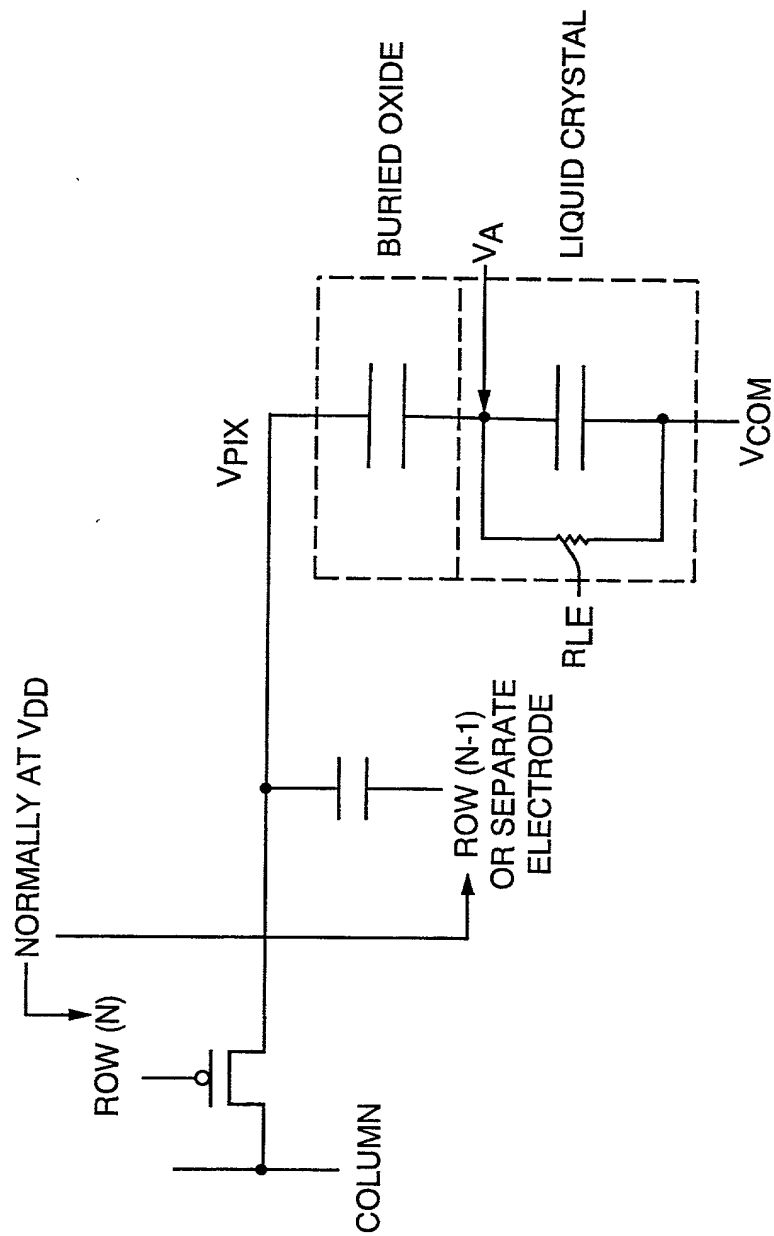 NORMALLY AT VDD
ROW (N)
COLUMN
ROW (N-1)
OR SEPARATE
ELECTRODE
VPIX
BURIED OXIDE
VA
LIQUID CRYSTAL
RLE
VCOM